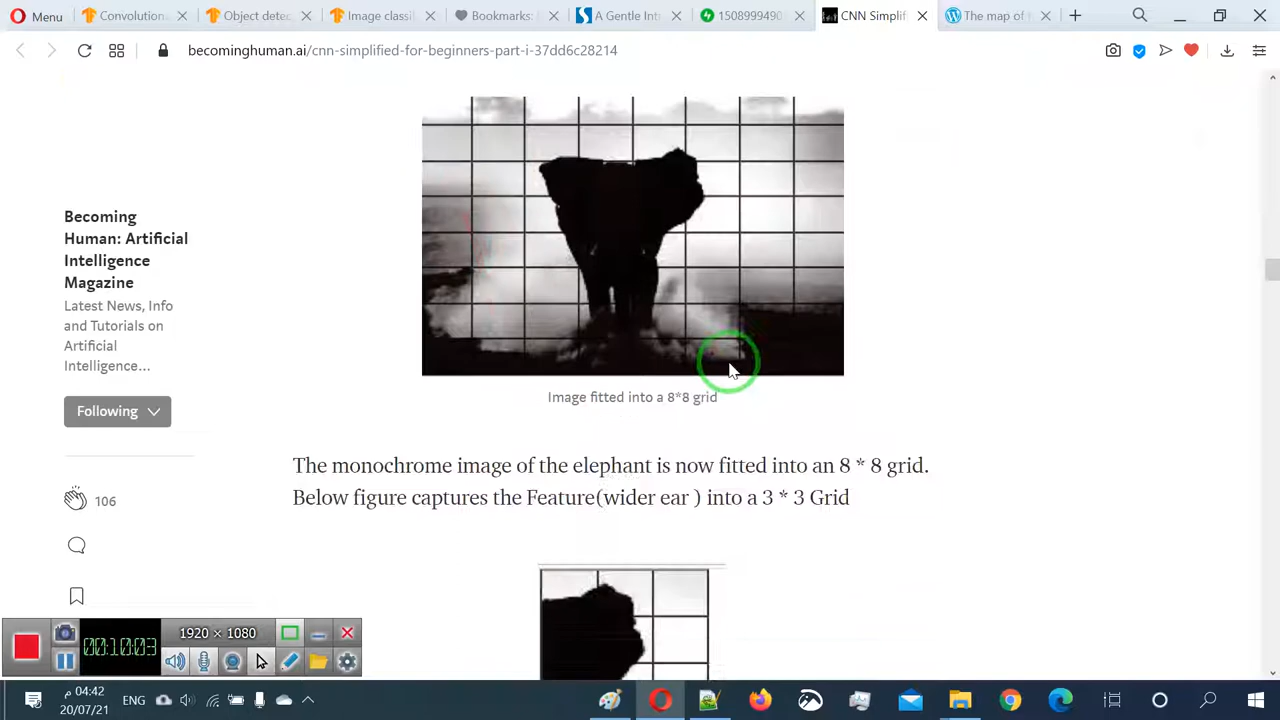 Menu
Convolution
Object detec
Image classif
Bookmarks:
A Gentle Int
1508999490
CNN Simplifi
The map of
becominghuman.ai/cnn-simplified-for-beginners-part-i-37dd6c28214
Becoming
Human: Artificial
Intelligence
Magazine
Latest News, Info
and Tutorials on
Artificial
Intelligence...
Following
106
Image fitted into a 8*8 grid
The monochrome image of the elephant is now fitted into an 8 * 8 grid.
Below figure captures the Feature(wider ear ) into a 3 * 3 Grid
00:10:03
1920 × 1080
04:42 م
20/07/21
ENG